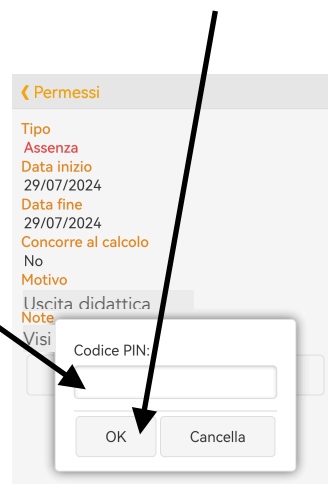 ❮ Permessi
Tipo
Assenza
Data inizio
29/07/2024
Data fine
29/07/2024
Concorre al calcolo
No
Motivo
Uscita didattica
Note
Visi
Codice PIN:
OK Cancella